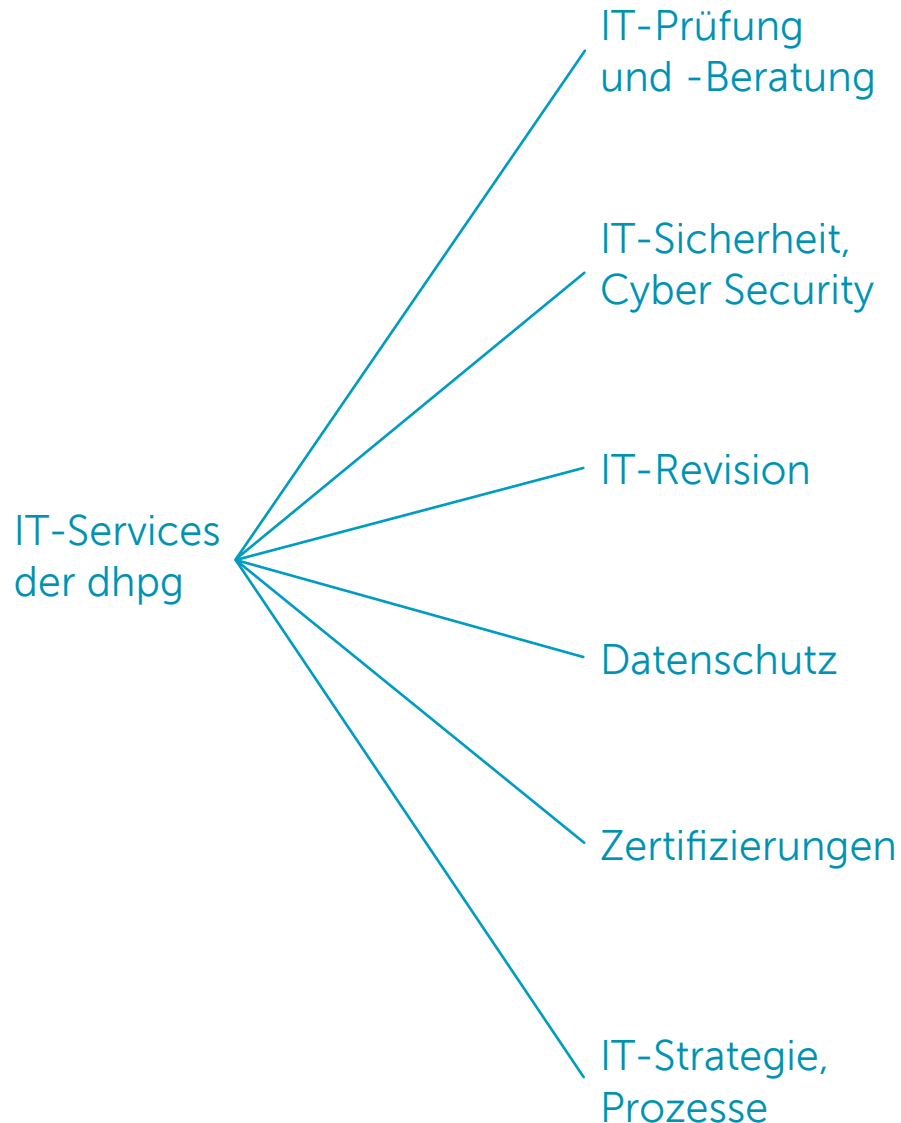 IT-Services
der dhpg
IT-Prüfung
und -Beratung
IT-Sicherheit,
Cyber Security
IT-Revision
Datenschutz
Zertifizierungen
IT-Strategie,
Prozesse